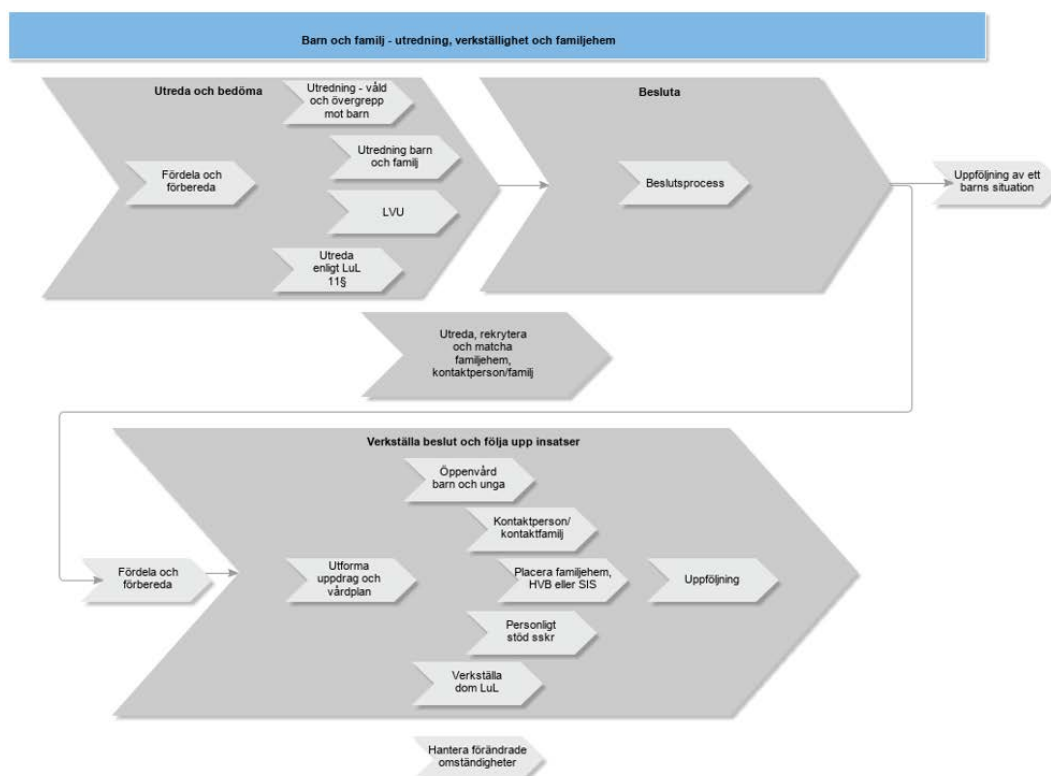 Barn och familj - utredning, verkställighet och familjehem
Utreda och bedöma
Utredning - våld
och övergrepp
mot barn
Utredning barn
och familj
Fördela och
förbereda
LVU
Utreda
enligt LuL
11§
Besluta
Beslutsprocess
Uppföljning av ett
barns situation
Utreda, rekrytera
och matcha
familjehem,
kontaktperson/familj
Verkställa beslut och följa upp insatser
Öppenvård
barn och unga
Kontaktperson/
kontaktfamilj
Fördela och
förbereda
Utforma
uppdrag och
vårdplan
Placera familjehem,
HVB eller SIS
Uppföljning
Personligt
stöd sskr
Verkställa
dom LuL
Hantera förändrade
omständigheter